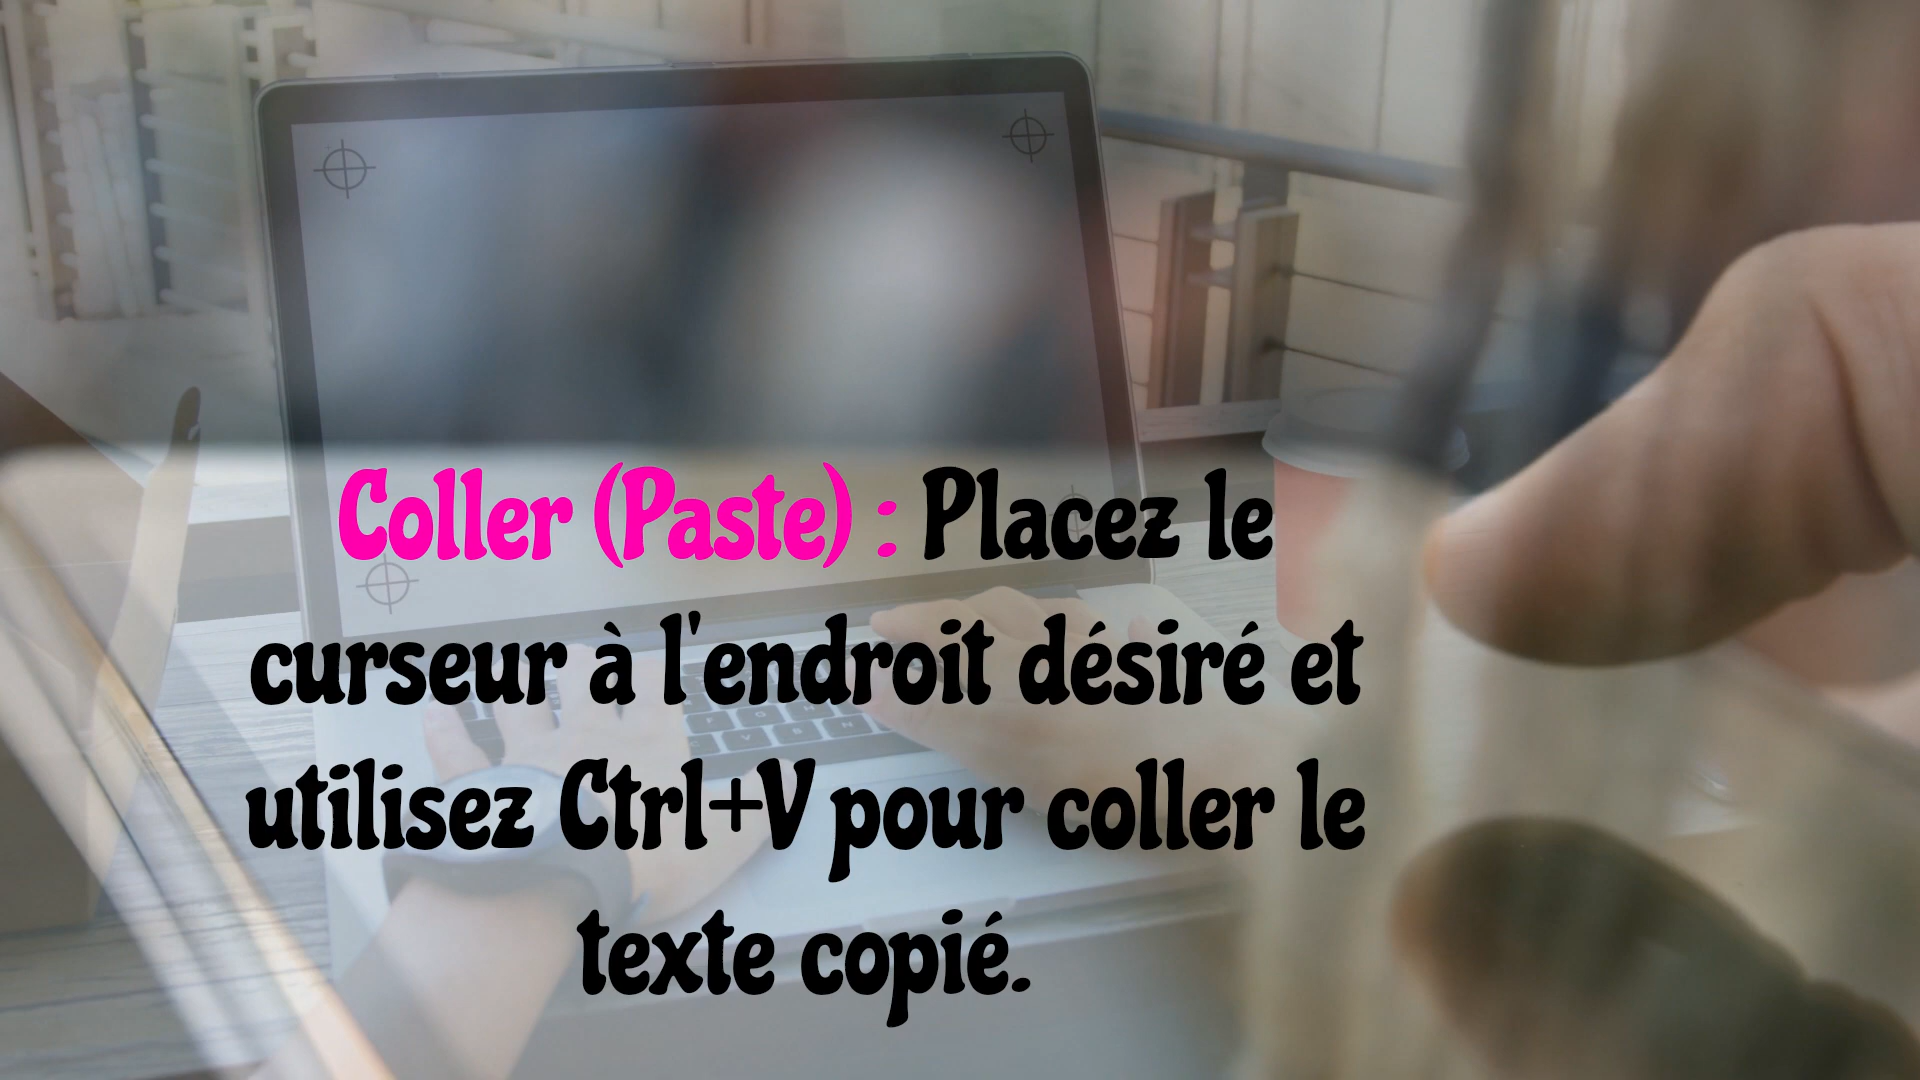 Coller (Paste) : Placez le
curseur à l'endroit désiré et
utilisez Ctrl+V pour coller le
texte copié.